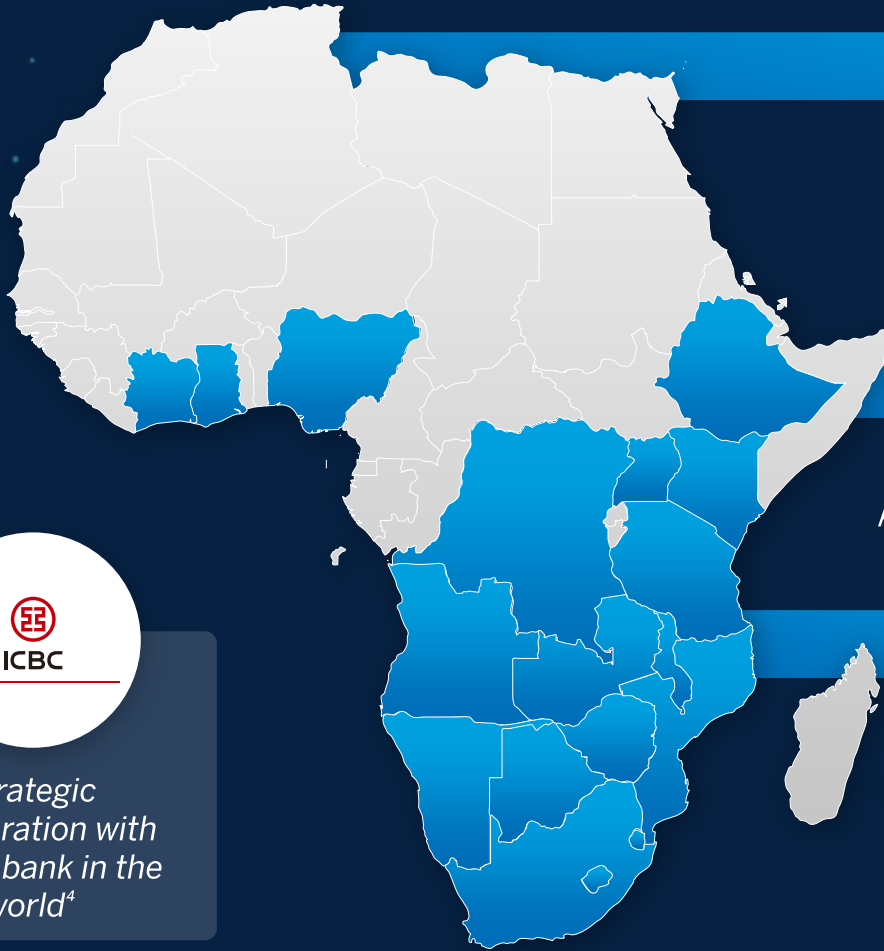 ICBC
rategic
ration with
bank in the
world⁴